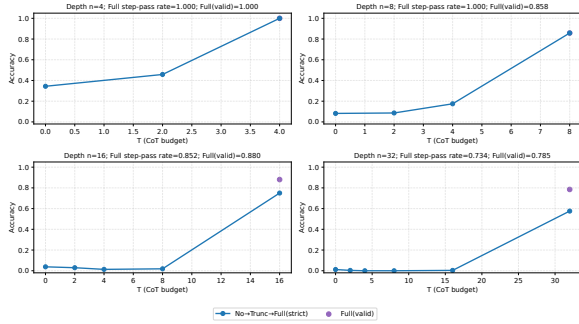 Depth n=4; Full step-pass rate=1.000; Full(valid)=1.000
Accuracy
1.0
0.8
0.6
0.4
0.2
0.0
0.0 0.5 1.0 1.5 2.0 2.5 3.0 3.5 4.0
T (CoT budget)
Depth n=8; Full step-pass rate=1.000; Full(valid)=0.858
Accuracy
1.0
0.8
0.6
0.4
0.2
0.0
0 1 2 3 4 5 6 7 8
T (CoT budget)
Depth n=16; Full step-pass rate=0.852; Full(valid)=0.880
Accuracy
1.0
0.8
0.6
0.4
0.2
0.0
0 2 4 6 8 10 12 14 16
T (CoT budget)
Depth n=32; Full step-pass rate=0.734; Full(valid)=0.785
Accuracy
1.0
0.8
0.6
0.4
0.2
0.0
0 5 10 15 20 25 30
T (CoT budget)
No→Trunc→Full(strict) Full(valid)